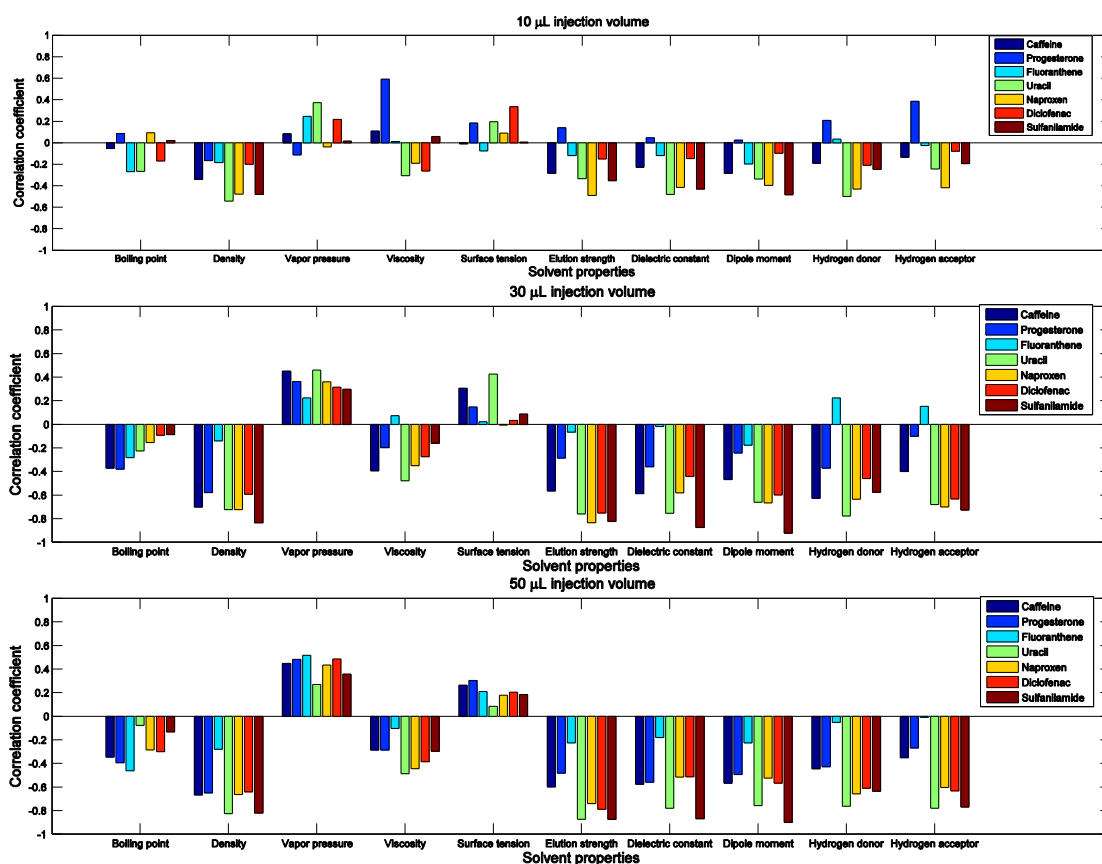 10 μL injection volume
1
0.8
0.6
0.4
0.2
0
-0.2
-0.4
-0.6
-0.8
-1
Correlation coefficient
Caffeine
Progesterone
Fluoranthene
Uracil
Naproxen
Diclofenac
Sulfanilamide
Boiling point Density Vapor pressure Viscosity Surface tension Elution strength Dielectric constant Dipole moment Hydrogen donor Hydrogen acceptor
Solvent properties
30 μL injection volume
1
0.8
0.6
0.4
0.2
0
-0.2
-0.4
-0.6
-0.8
-1
Correlation coefficient
Caffeine
Progesterone
Fluoranthene
Uracil
Naproxen
Diclofenac
Sulfanilamide
Boiling point Density Vapor pressure Viscosity Surface tension Elution strength Dielectric constant Dipole moment Hydrogen donor Hydrogen acceptor
Solvent properties
50 μL injection volume
1
0.8
0.6
0.4
0.2
0
-0.2
-0.4
-0.6
-0.8
-1
Correlation coefficient
Caffeine
Progesterone
Fluoranthene
Uracil
Naproxen
Diclofenac
Sulfanilamide
Boiling point Density Vapor pressure Viscosity Surface tension Elution strength Dielectric constant Dipole moment Hydrogen donor Hydrogen acceptor
Solvent properties